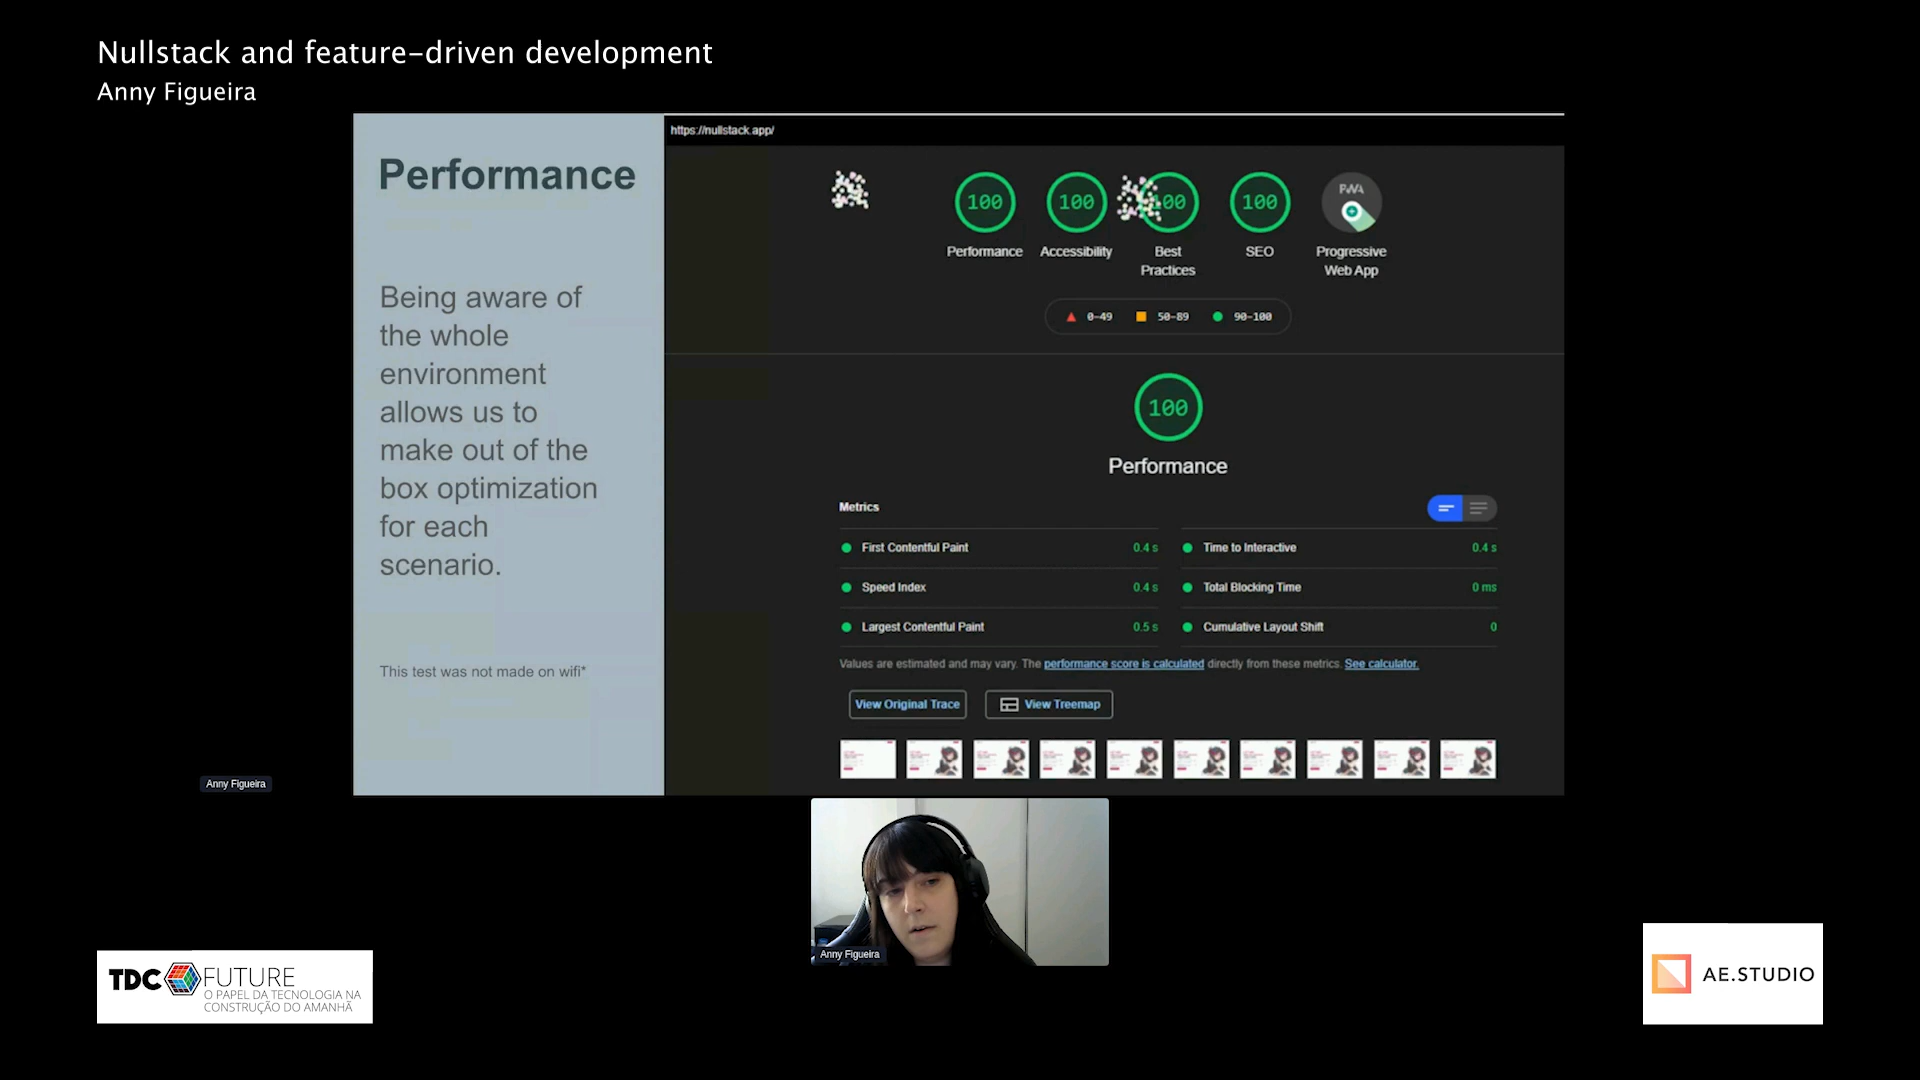 Nullstack and feature-driven development
Anny Figueira
Performance
Being aware of
the whole
environment
allows us to
make out of the
box optimization
for each
scenario.
This test was not made on wifi*
https://nullstack.app/
100
100
100
100
PWA
Performance
Accessibility
Best
Practices
SEO
Progressive
Web App
0-49
50-89
90-100
100
Performance
Metrics
First Contentful Paint 0.4 s
Time to Interactive 0.4 s
Speed Index 0.4 s
Total Blocking Time 0 ms
Largest Contentful Paint 0.5 s
Cumulative Layout Shift 0
Values are estimated and may vary. The performance score is calculated directly from these metrics. See calculator.
View Original Trace
View Treemap
Anny Figueira
Anny Figueira
TDC FUTURE
O PAPEL DA TECNOLOGIA NA
CONSTRUÇÃO DO AMANHÃ
AE.STUDIO